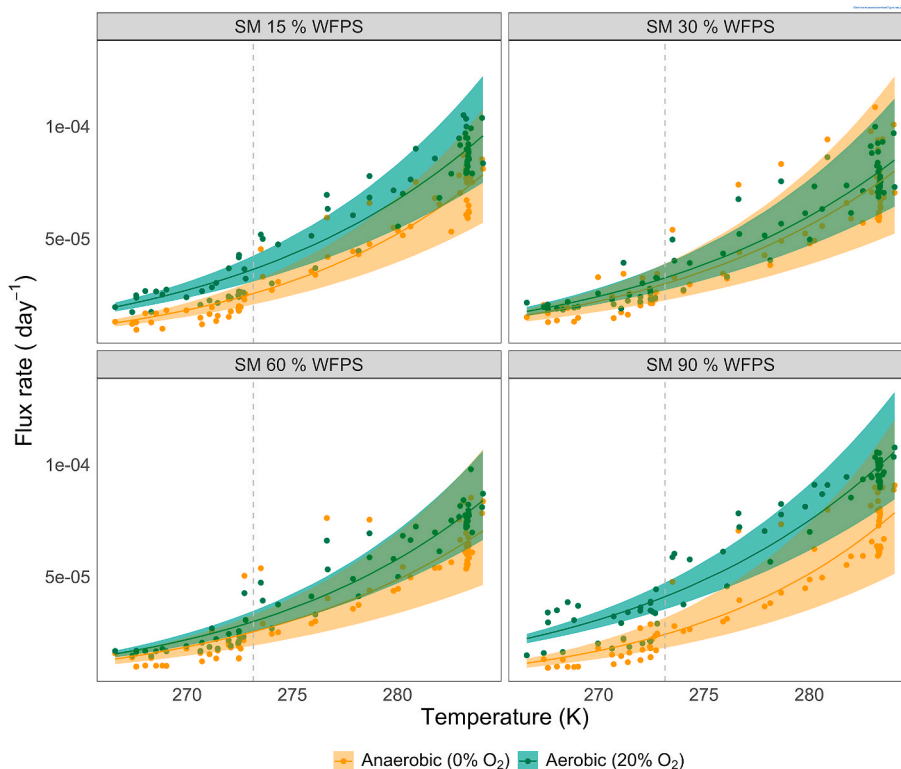 SM 15 % WFPS
SM 30 % WFPS
1e-04
5e-05
SM 60 % WFPS
SM 90 % WFPS
1e-04
5e-05
Flux rate ( day⁻¹)
270 275 280 270 275 280
Temperature (K)
Anaerobic (0% O₂) Aerobic (20% O₂)